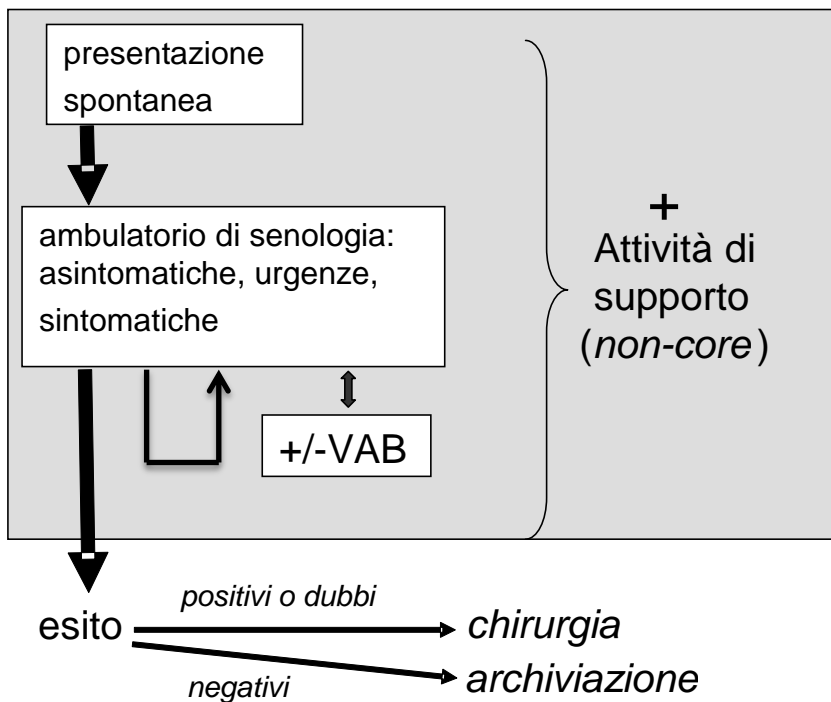 presentazione
spontanea
ambulatorio di senologia:
asintomatiche, urgenze,
sintomatiche
+/-VAB
+
Attività di
supporto
(non-core)
esito
positivi o dubbi
chirurgia
negativi
archiviazione